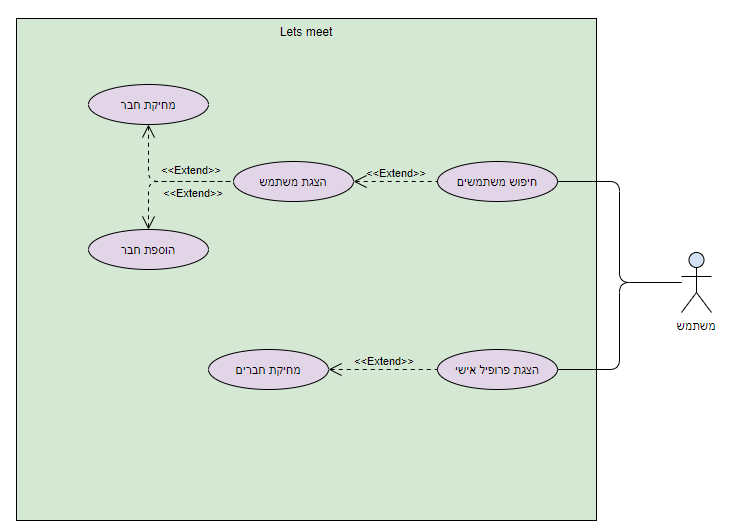 Lets meet
מחיקת חבר
<<Extend>>
<<Extend>>
הצגת משתמש
<<Extend>>
חיפוש משתמשים
הוספת חבר
משתמש
מחיקת חברים
<<Extend>>
הצגת פרופיל אישי